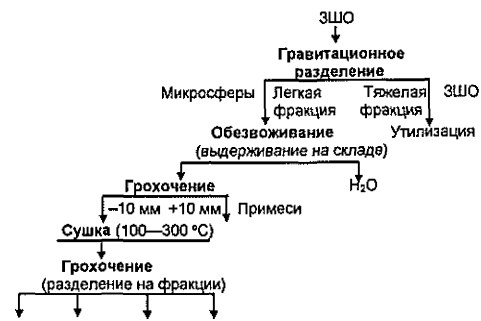 ЗШО
Гравитационное
разделение
Микросферы Легкая Тяжелая ЗШО
фракция фракция
Обезвоживание Утилизация
(выдерживание на складе)
Грохочение H₂O
–10 мм +10 мм Примеси
Сушка (100—300 °С)
Грохочение
(разделение на фракции)